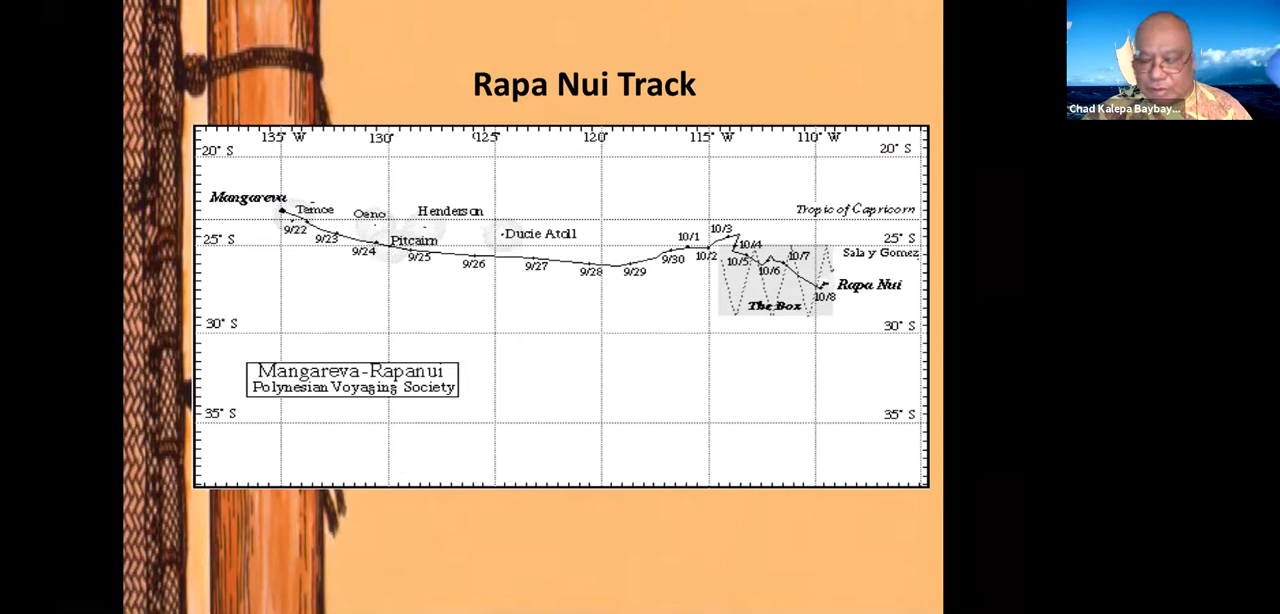 Rapa Nui Track
Chad Kalepa Baybay...
135° W 130° 125° 120° 115° W 110° W
20° S 20° S
Mangareva
Temoe Oeno Henderson Tropic of Capricorn
9/22 9/23 9/24 Pitcairn 9/25 9/26 9/27 9/28 9/29 9/30 10/1 10/2 10/3 10/4 10/5 10/6 10/7 10/8
Ducie Atoll
25° S 25° S
Sala y Gomez
Rapa Nui
The Box
30° S 30° S
Mangareva-Rapanui
Polynesian Voyaging Society
35° S 35° S